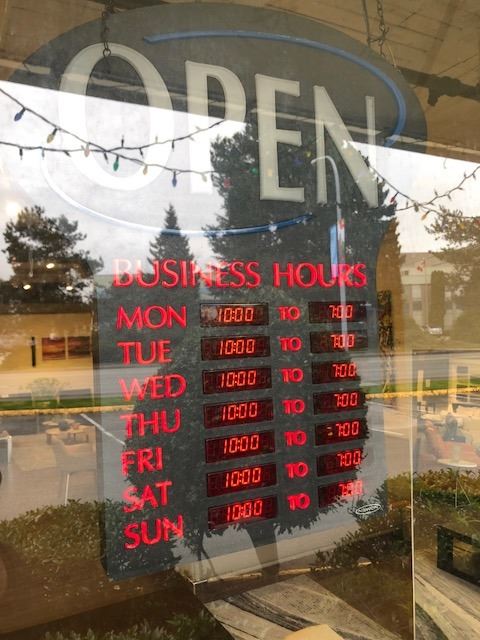 OPEN
BUSINESS HOURS
MON 10:00 TO 7:00
TUE 10:00 TO 7:00
WED 10:00 TO 7:00
THU 10:00 TO 7:00
FRI 10:00 TO 7:00
SAT 10:00 TO 7:00
SUN 10:00 TO 7:00